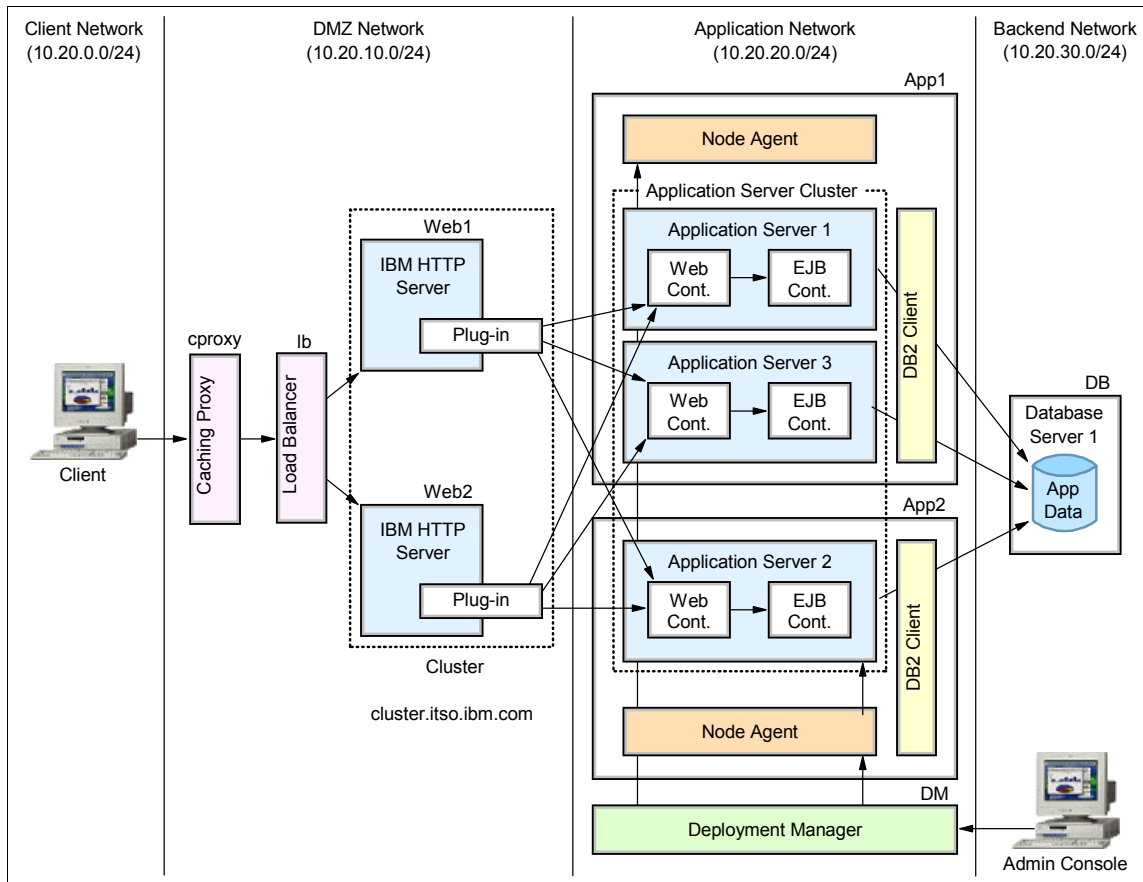 Client Network
(10.20.0.0/24)
DMZ Network
(10.20.10.0/24)
Application Network
(10.20.20.0/24)
Backend Network
(10.20.30.0/24)
App1
Node Agent
Application Server Cluster
Application Server 1
Web
Cont.
EJB
Cont.
Application Server 3
Web
Cont.
EJB
Cont.
DB2 Client
Web1
IBM HTTP
Server
Plug-in
cproxy
Caching Proxy
lb
Load Balancer
Client
Web2
IBM HTTP
Server
Plug-in
Cluster
cluster.itso.ibm.com
App2
Application Server 2
Web
Cont.
EJB
Cont.
DB2 Client
Node Agent
DB
Database
Server 1
App
Data
DM
Deployment Manager
Admin Console